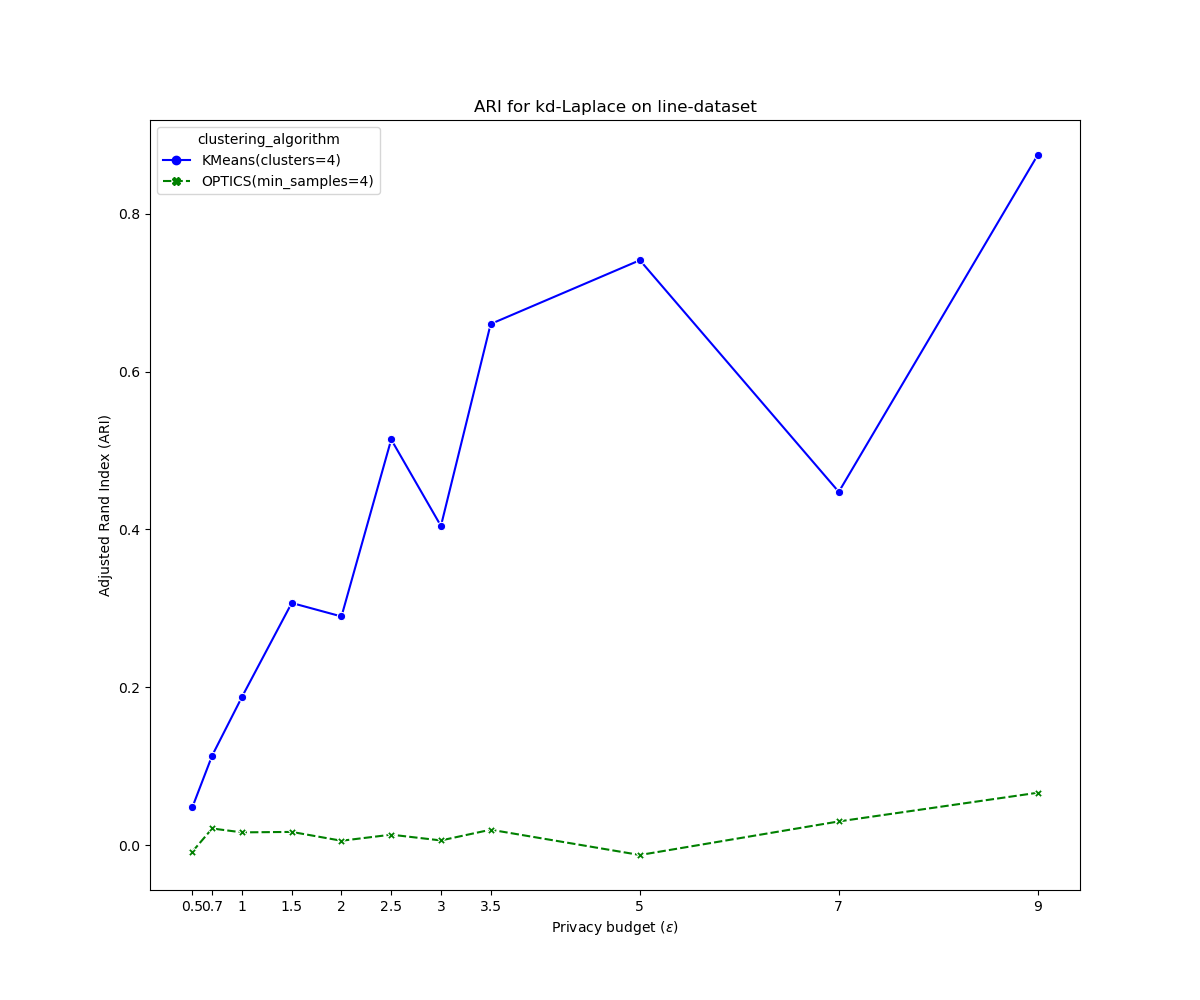 ARI for kd-Laplace on line-dataset
clustering_algorithm
KMeans(clusters=4)
OPTICS(min_samples=4)
Adjusted Rand Index (ARI)
0.8
0.6
0.4
0.2
0.0
0.5 0.7 1 1.5 2 2.5 3 3.5 5 7 9
Privacy budget (ε)